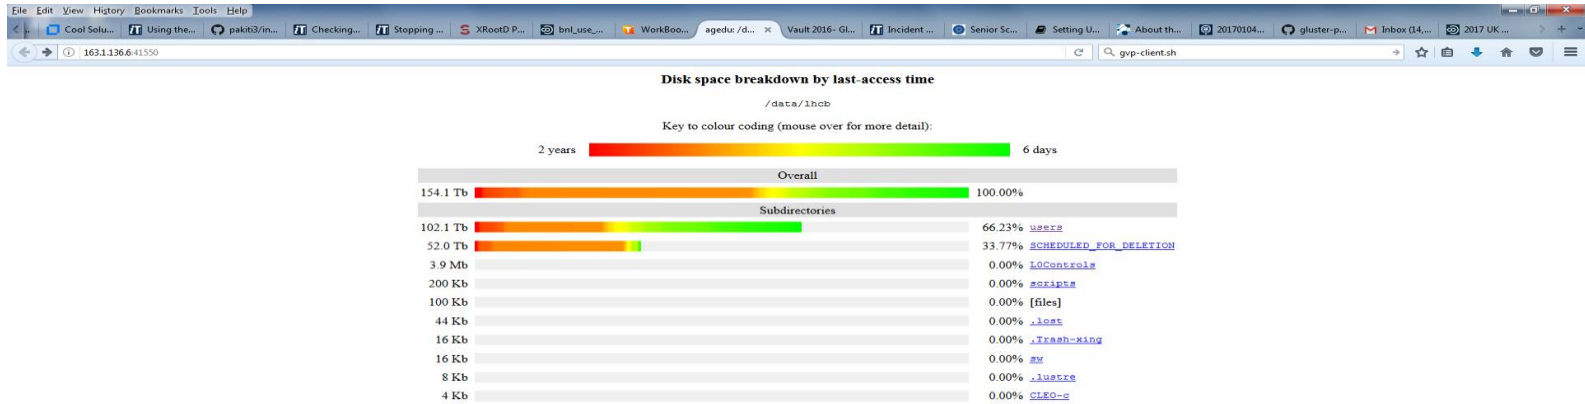 File Edit View History Bookmarks Tools Help
Cool Solu... Using the... pakiti3/in... Checking... Stopping ... XRootD P... bnl_use_... WorkBoo... agedu: /d... × Vault 2016- Gl... Incident ... Senior Sc... Setting U... About th... 20170104... gluster-p... Inbox (14,... 2017 UK ...
163.1.136.6:41550 gvp-client.sh
Disk space breakdown by last-access time
/data/lhcb
Key to colour coding (mouse over for more detail):
2 years 6 days
Overall
154.1 Tb 100.00%
Subdirectories
102.1 Tb 66.23% users
52.0 Tb 33.77% SCHEDULED_FOR_DELETION
3.9 Mb 0.00% L0Controls
200 Kb 0.00% scripts
100 Kb 0.00% [files]
44 Kb 0.00% .lost
16 Kb 0.00% .Trash-xing
16 Kb 0.00% sw
8 Kb 0.00% .lustre
4 Kb 0.00% CLEO-c